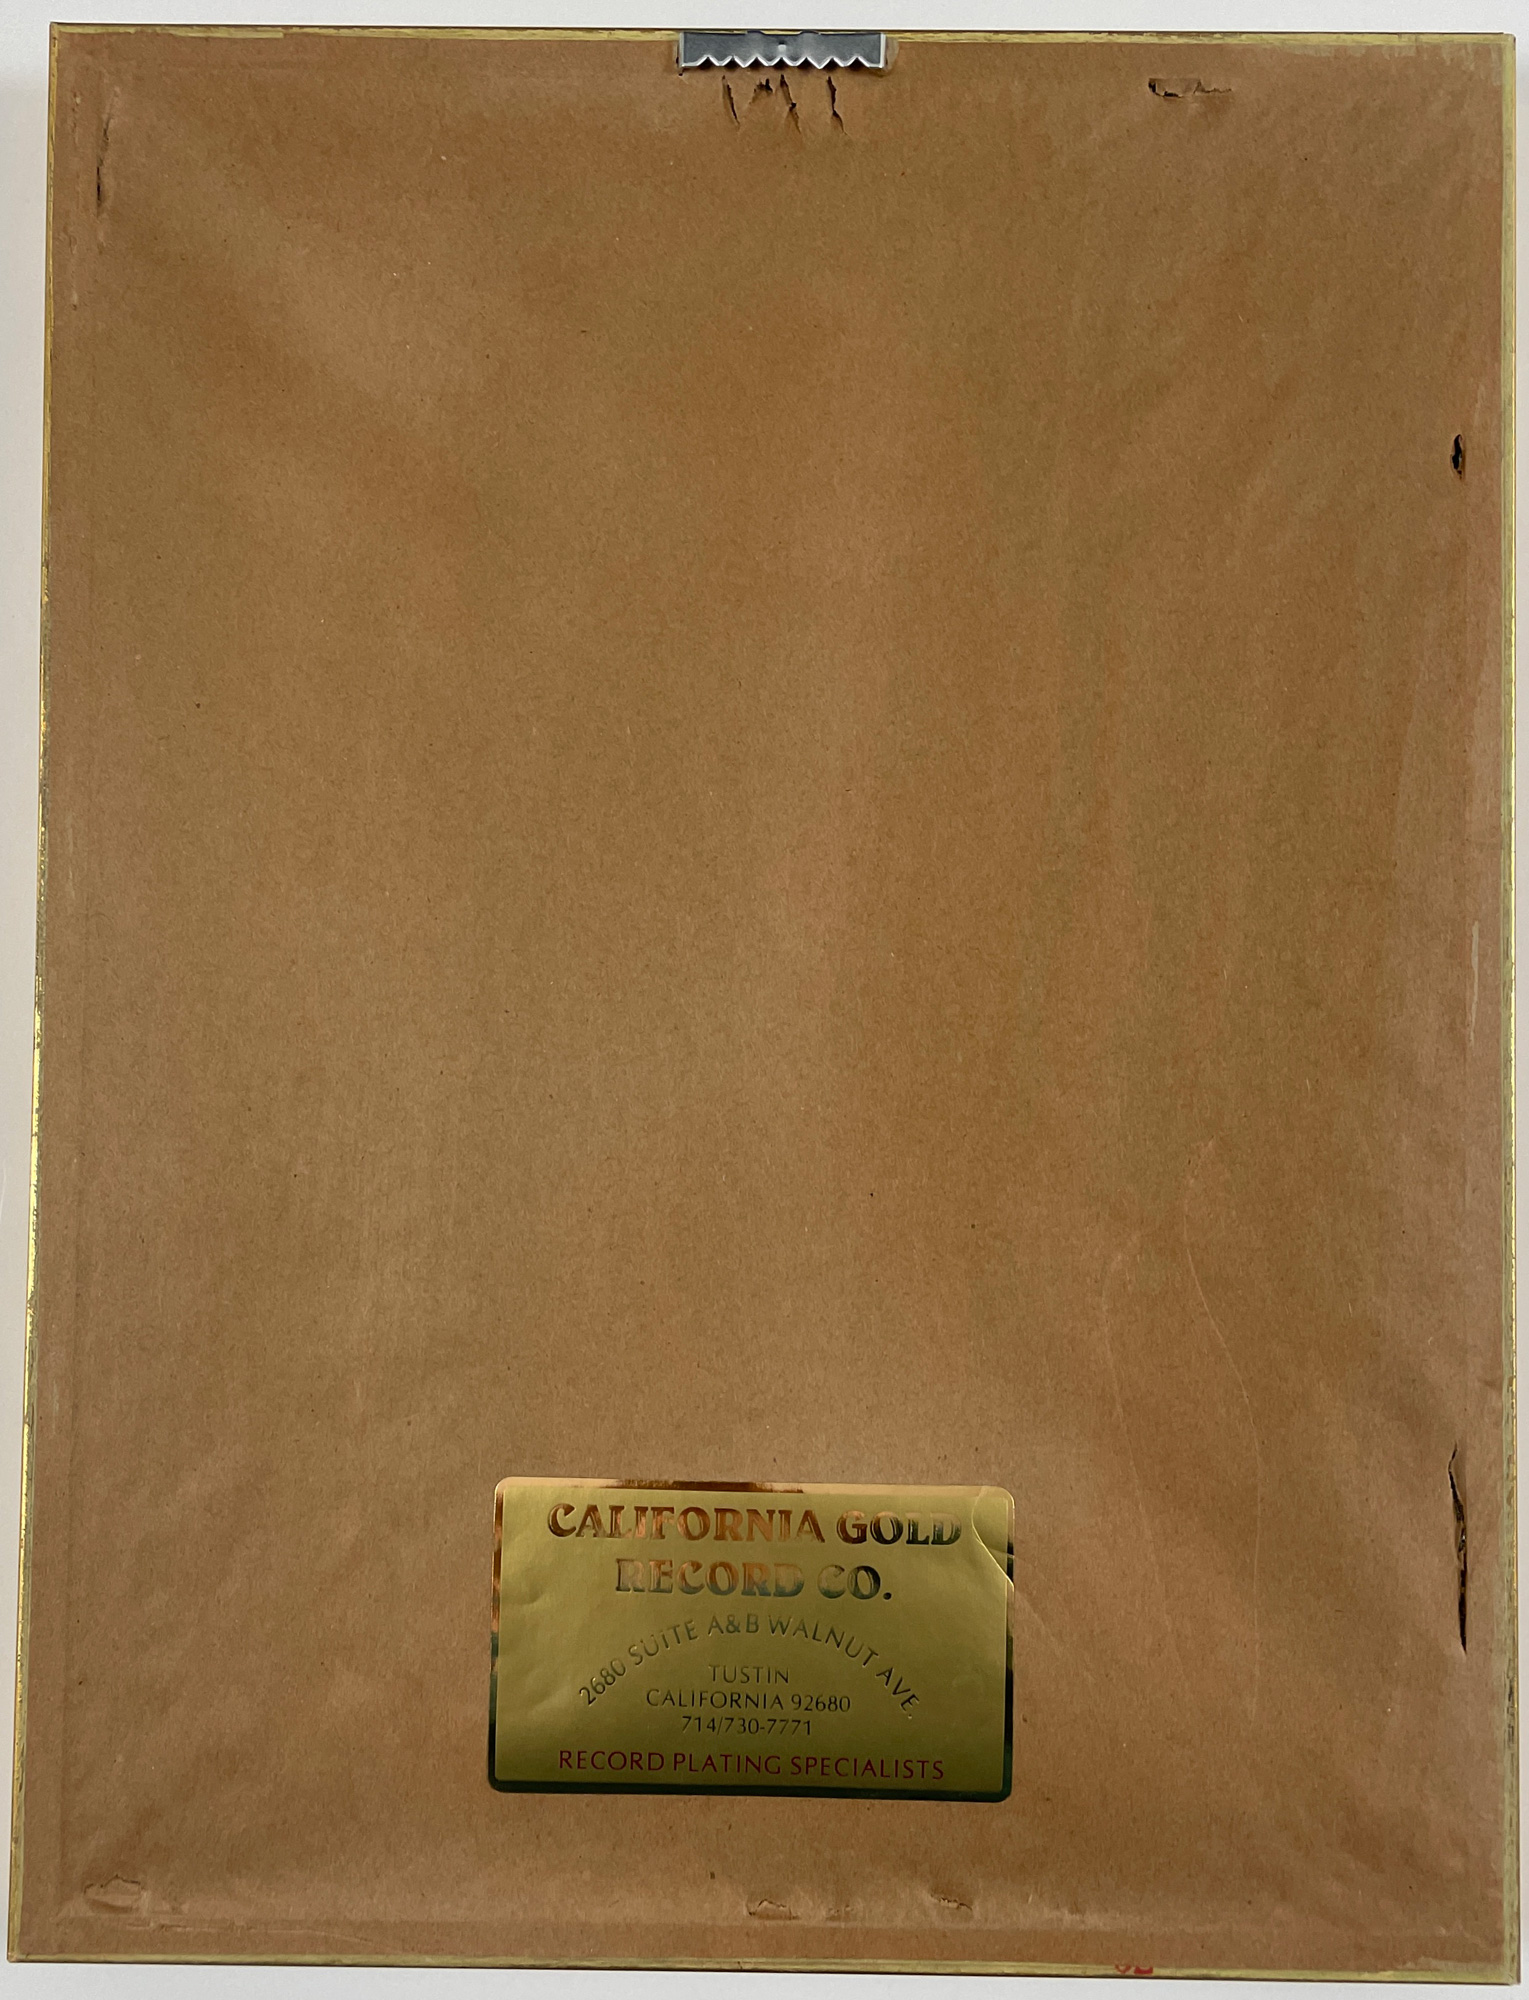 CALIFORNIA GOLD
RECORD CO.
2680 SUITE A&B WALNUT AVE.
TUSTIN
CALIFORNIA 92680
714/730-7771
RECORD PLATING SPECIALISTS